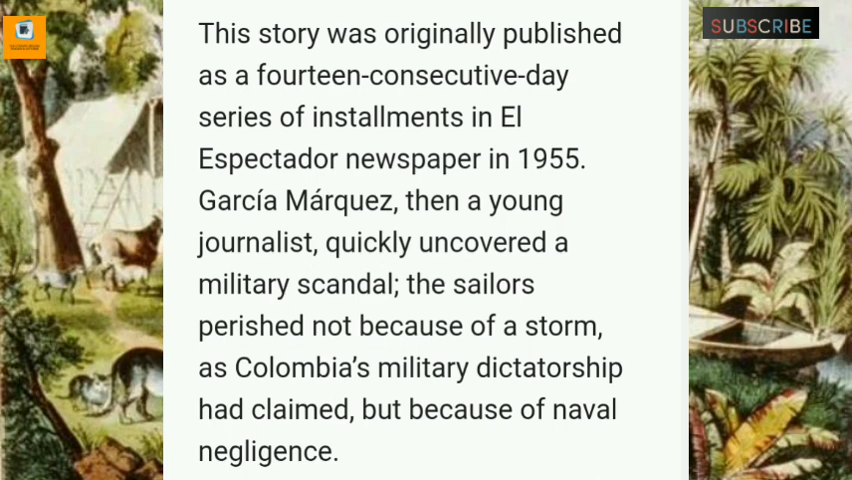 SUBSCRIBE
This story was originally published
as a fourteen-consecutive-day
series of installments in El
Espectador newspaper in 1955.
García Márquez, then a young
journalist, quickly uncovered a
military scandal; the sailors
perished not because of a storm,
as Colombia’s military dictatorship
had claimed, but because of naval
negligence.